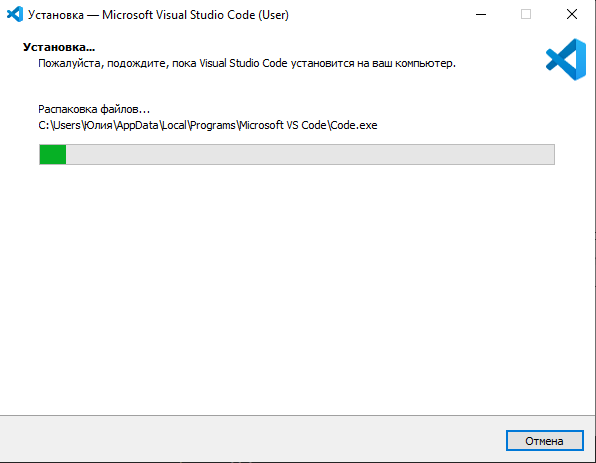 Установка — Microsoft Visual Studio Code (User)
Установка...
Пожалуйста, подождите, пока Visual Studio Code установится на ваш компьютер.
Распаковка файлов...
C:\Users\Юлия\AppData\Local\Programs\Microsoft VS Code\Code.exe
Отмена